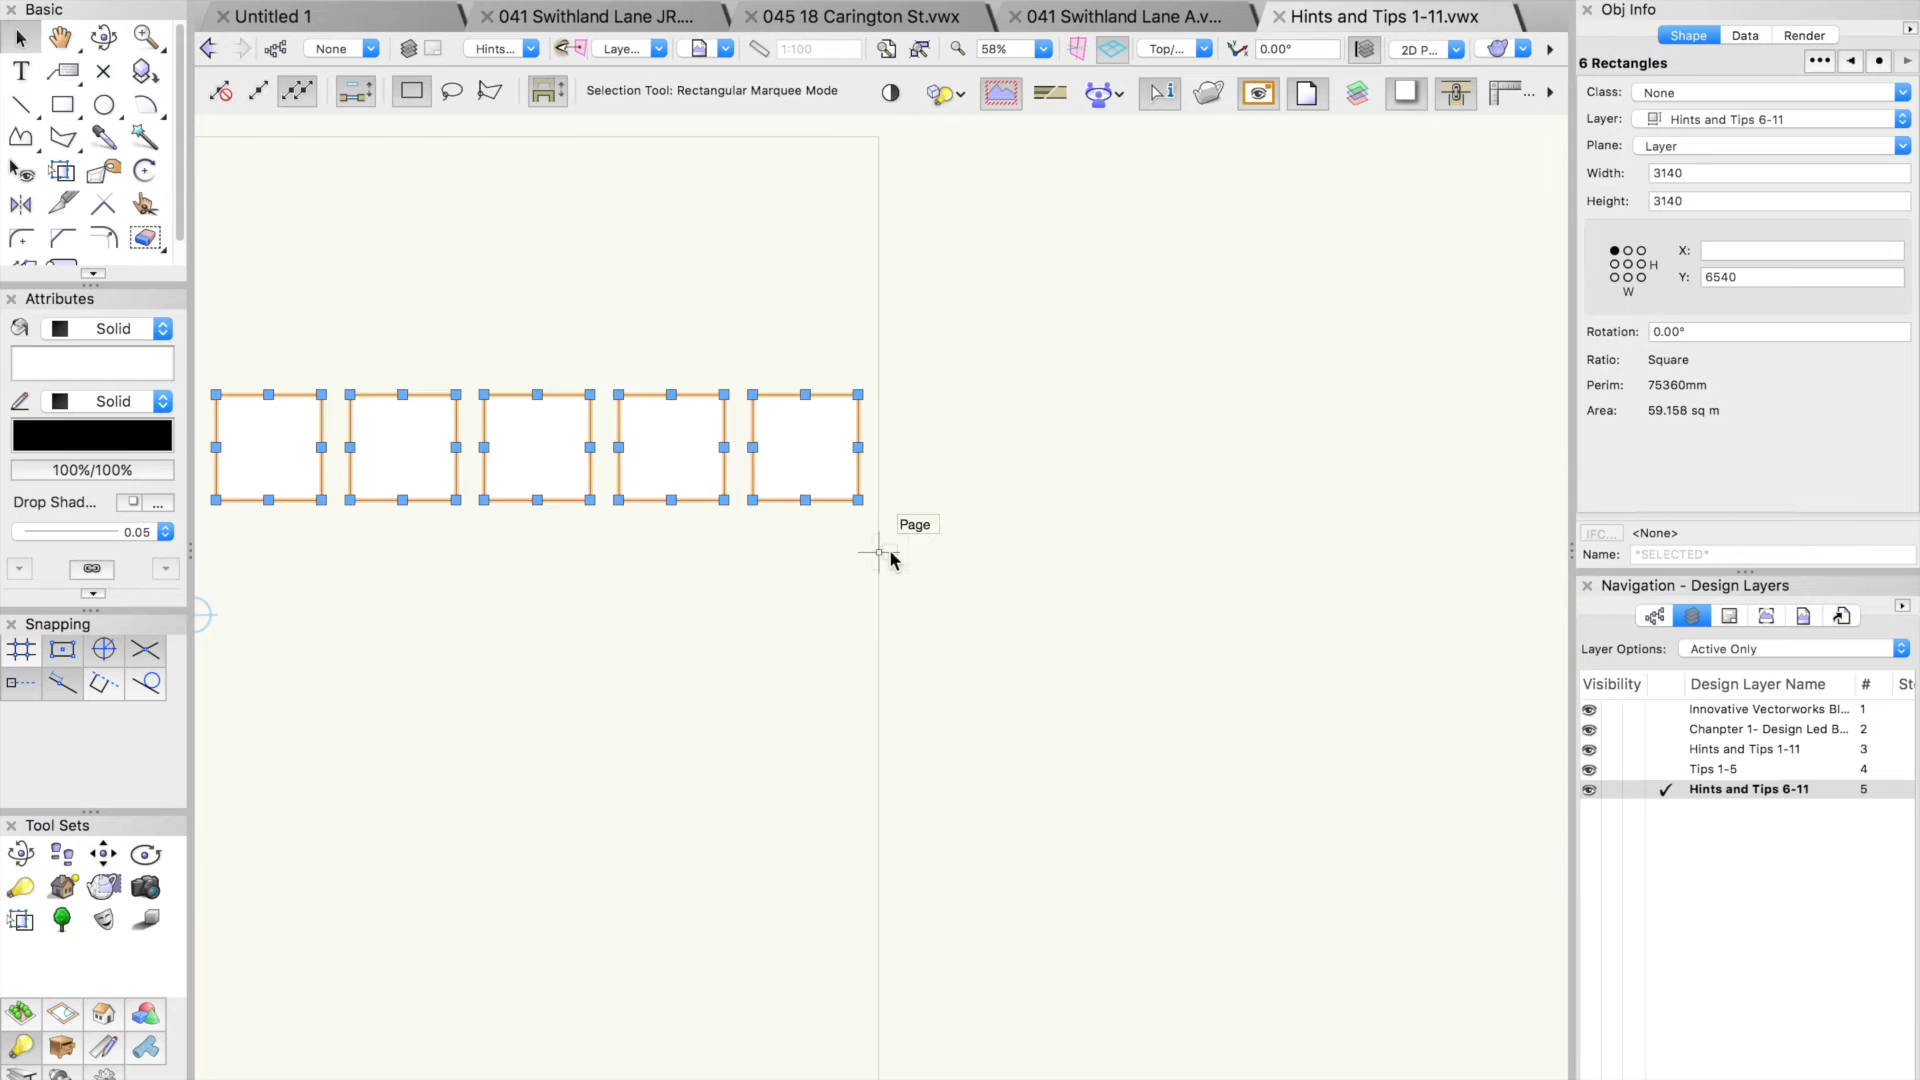 Basic
Untitled 1
041 Swithland Lane JR....
045 18 Carington St.vwx
041 Swithland Lane A.v...
Hints and Tips 1-11.vwx
None
Hints...
Laye...
1:100
58%
Top/...
0.00°
2D P...
Selection Tool: Rectangular Marquee Mode
...
Attributes
Solid
Solid
100%/100%
Drop Shad...
...
0.05
Snapping
Tool Sets
Page
Obj Info
Shape
Data
Render
6 Rectangles
Class:
None
Layer:
Hints and Tips 6-11
Plane:
Layer
Width:
3140
Height:
3140
H
W
X:
Y:
6540
Rotation:
0.00°
Ratio:
Square
Perim:
75360mm
Area:
59.158 sq m
IFC...
<None>
Name:
*SELECTED*
Navigation - Design Layers
Layer Options:
Active Only
Visibility
Design Layer Name
#
St
Innovative Vectorworks BI...
1
Chanpter 1- Design Led B...
2
Hints and Tips 1-11
3
Tips 1-5
4
Hints and Tips 6-11
5